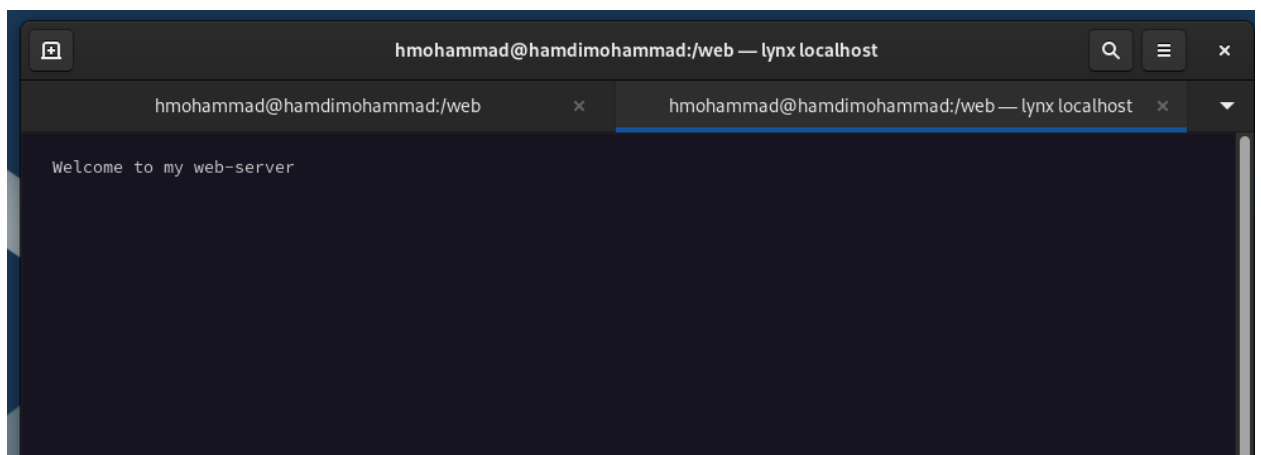 hmohammad@hamdimohammad:/web — lynx localhost
hmohammad@hamdimohammad:/web
hmohammad@hamdimohammad:/web — lynx localhost
Welcome to my web-server